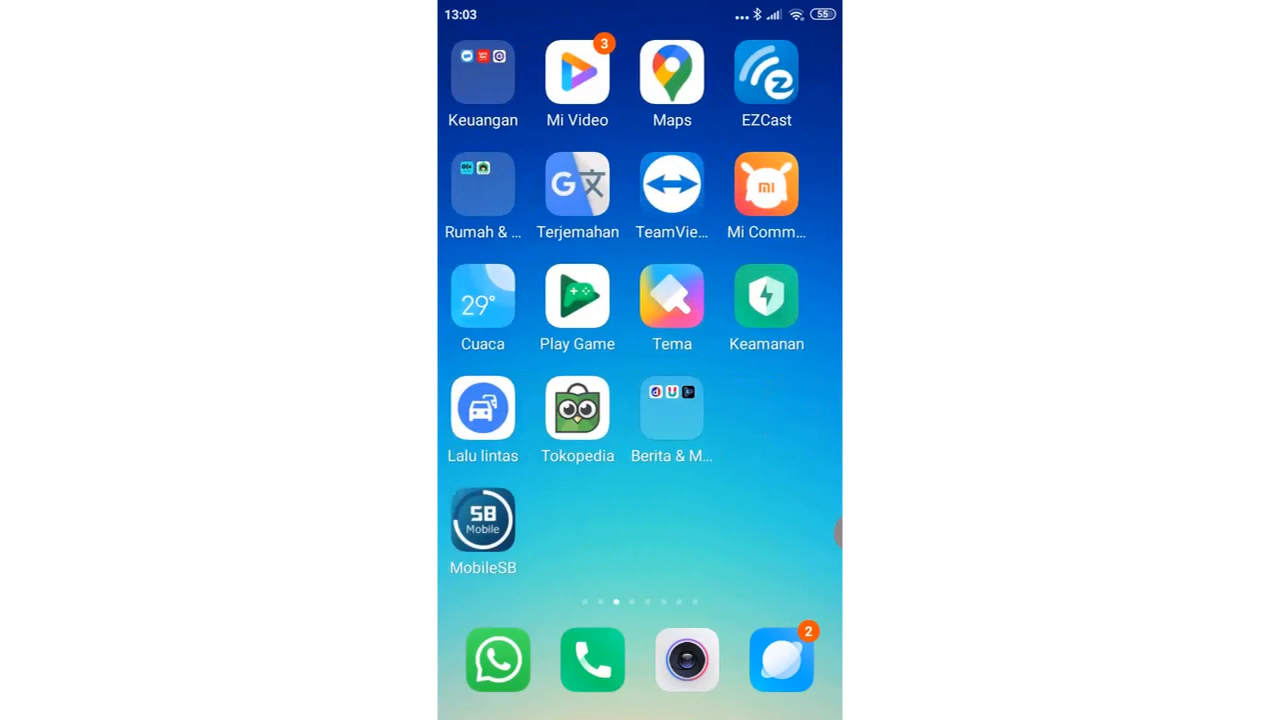 13:03 55
3
Keuangan Mi Video Maps EZCast
Rumah & ... Terjemahan TeamVie... Mi Comm...
29°
Cuaca Play Game Tema Keamanan
Lalu lintas Tokopedia Berita & M...
SB
Mobile
MobileSB
2